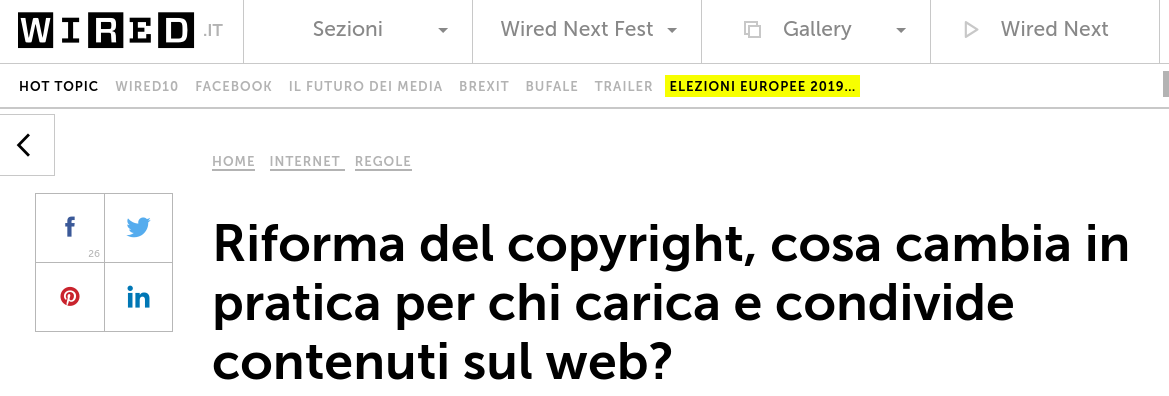 WIRED.IT Sezioni Wired Next Fest Gallery Wired Next
HOT TOPIC WIRED10 FACEBOOK IL FUTURO DEI MEDIA BREXIT BUFALE TRAILER ELEZIONI EUROPEE 2019...
HOME INTERNET REGOLE
26
Riforma del copyright, cosa cambia in
pratica per chi carica e condivide
contenuti sul web?